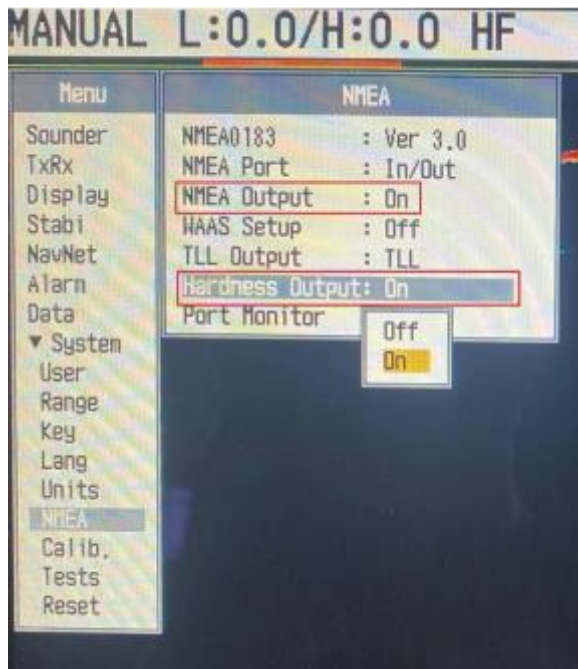 MANUAL L:0.0/H:0.0 HF
Menu
Sounder
TxRx
Display
Stabi
NavNet
Alarm
Data
▼ System
User
Range
Key
Lang
Units
NMEA
Calib.
Tests
Reset
NMEA
NMEA0183 : Ver 3.0
NMEA Port : In/Out
NMEA Output : On
WAAS Setup : Off
TLL Output : TLL
Hardness Output: On
Port Monitor
Off
On